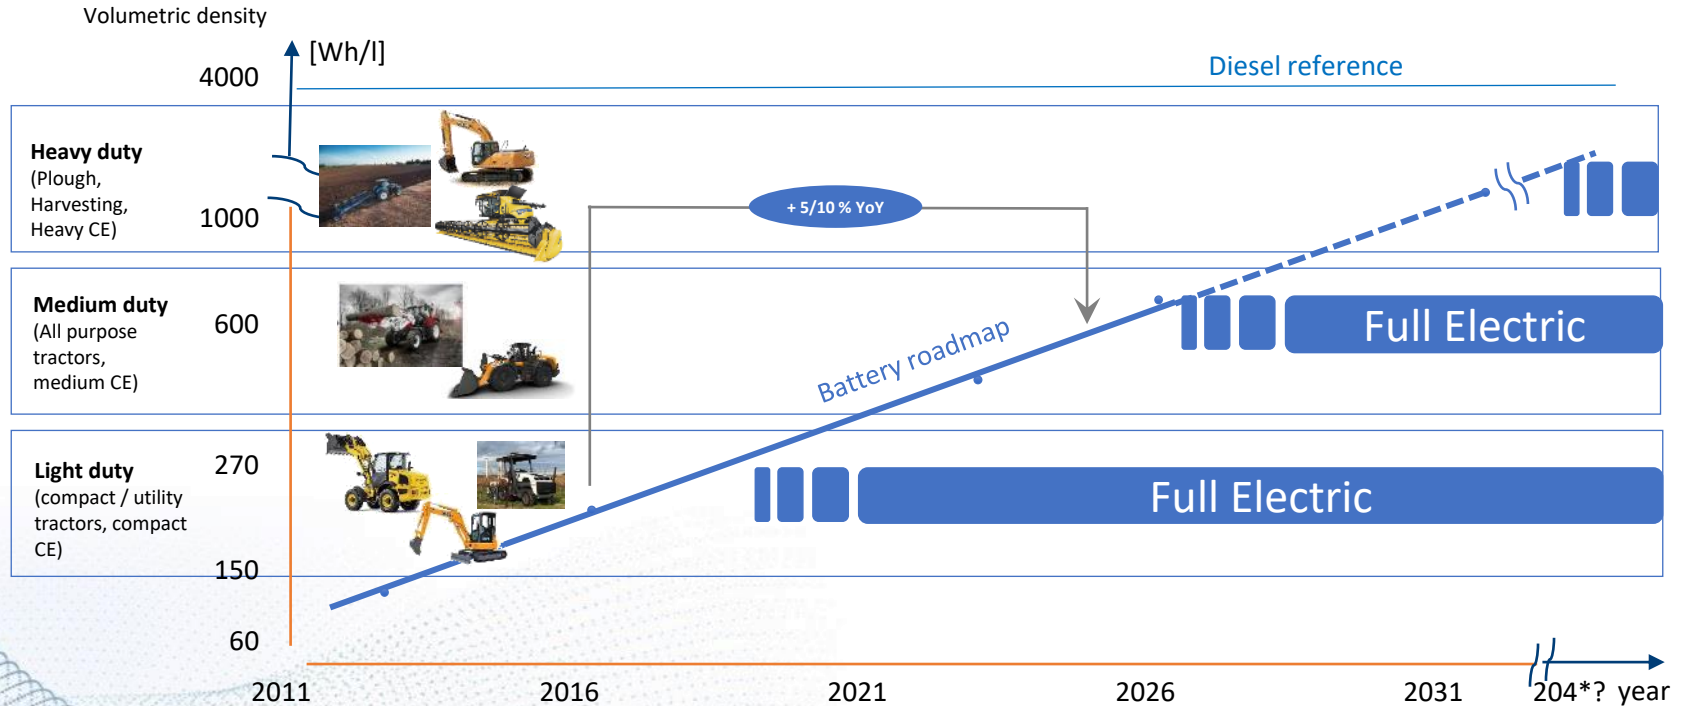 Volumetric density
[Wh/l]
4000
Diesel reference
Heavy duty
(Plough,
Harvesting,
Heavy CE)
1000
+ 5/10 % YoY
Medium duty
(All purpose
tractors,
medium CE)
600
Full Electric
Battery roadmap
Light duty
(compact / utility
tractors, compact
CE)
270
Full Electric
150
60
2011 2016 2021 2026 2031 204*? year